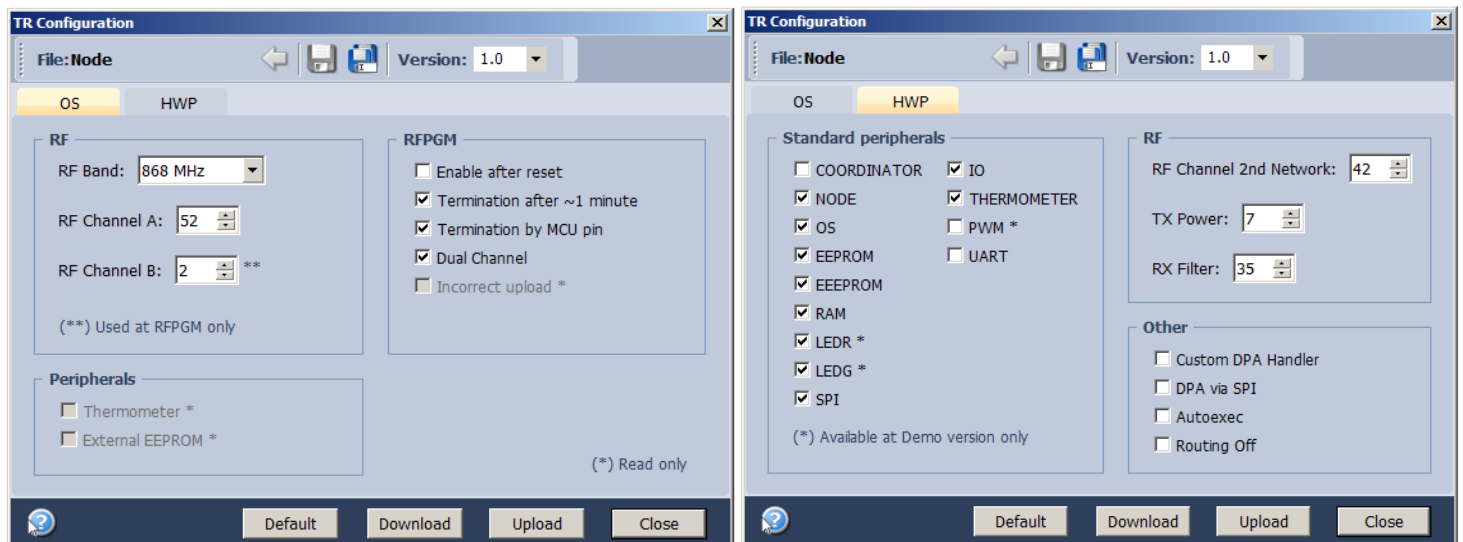 TR Configuration
File:Node
Version: 1.0
OS
HWP
RF
RF Band: 868 MHz
RF Channel A: 52
RF Channel B: 2 **
(**) Used at RFPGM only
RFPGM
Enable after reset
Termination after ~1 minute
Termination by MCU pin
Dual Channel
Incorrect upload *
Peripherals
Thermometer *
External EEPROM *
(*) Read only
Default
Download
Upload
Close
TR Configuration
File:Node
Version: 1.0
OS
HWP
Standard peripherals
COORDINATOR
NODE
OS
EEPROM
EEEPROM
RAM
LEDR *
LEDG *
SPI
IO
THERMOMETER
PWM *
UART
(*) Available at Demo version only
RF
RF Channel 2nd Network: 42
TX Power: 7
RX Filter: 35
Other
Custom DPA Handler
DPA via SPI
Autoexec
Routing Off
Default
Download
Upload
Close